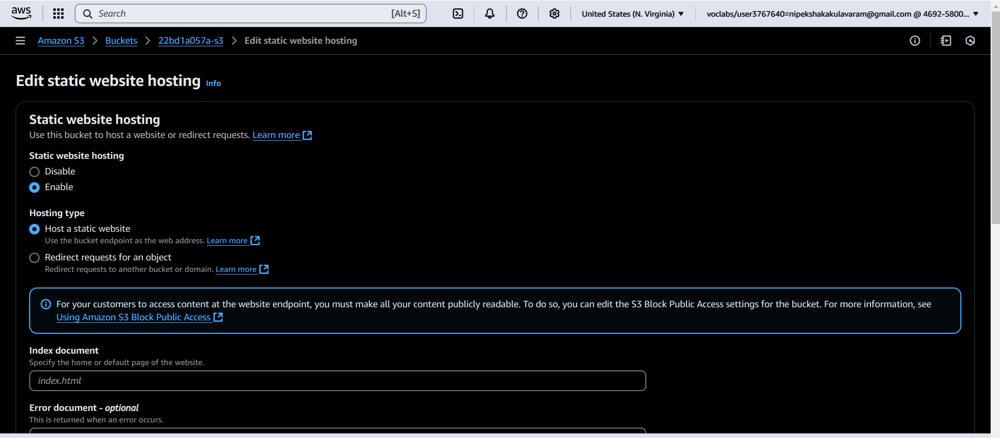 aws
Search [Alt+S]
United States (N. Virginia)
voclabs/user3767640=nipekshakakulavaram@gmail.com @ 4692-5800...
Amazon S3 > Buckets > 22bd1a057a-s3 > Edit static website hosting
Edit static website hosting Info
Static website hosting
Use this bucket to host a website or redirect requests. Learn more
Static website hosting
Disable
Enable
Hosting type
Host a static website
Use the bucket endpoint as the web address. Learn more
Redirect requests for an object
Redirect requests to another bucket or domain. Learn more
For your customers to access content at the website endpoint, you must make all your content publicly readable. To do so, you can edit the S3 Block Public Access settings for the bucket. For more information, see
Using Amazon S3 Block Public Access
Index document
Specify the home or default page of the website.
index.html
Error document - optional
This is returned when an error occurs.